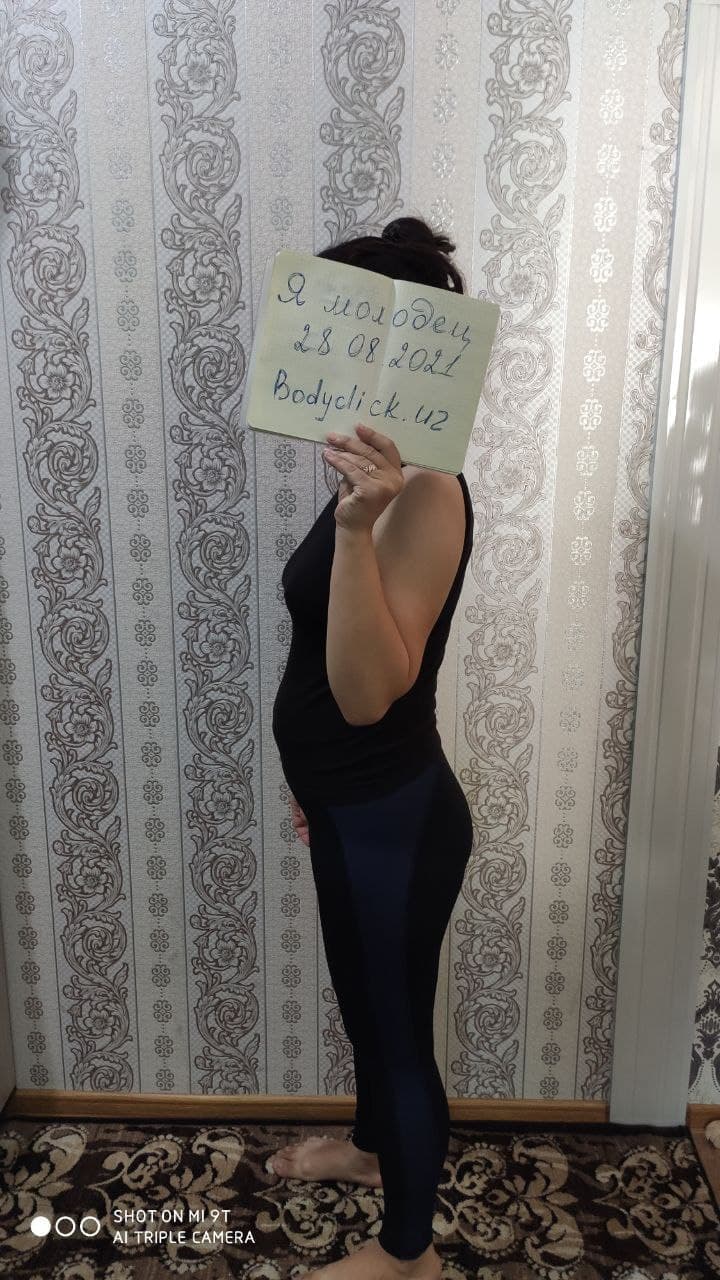 Я молодец
28 08 2021
Bodyclick.uz
SHOT ON MI 9T
AI TRIPLE CAMERA